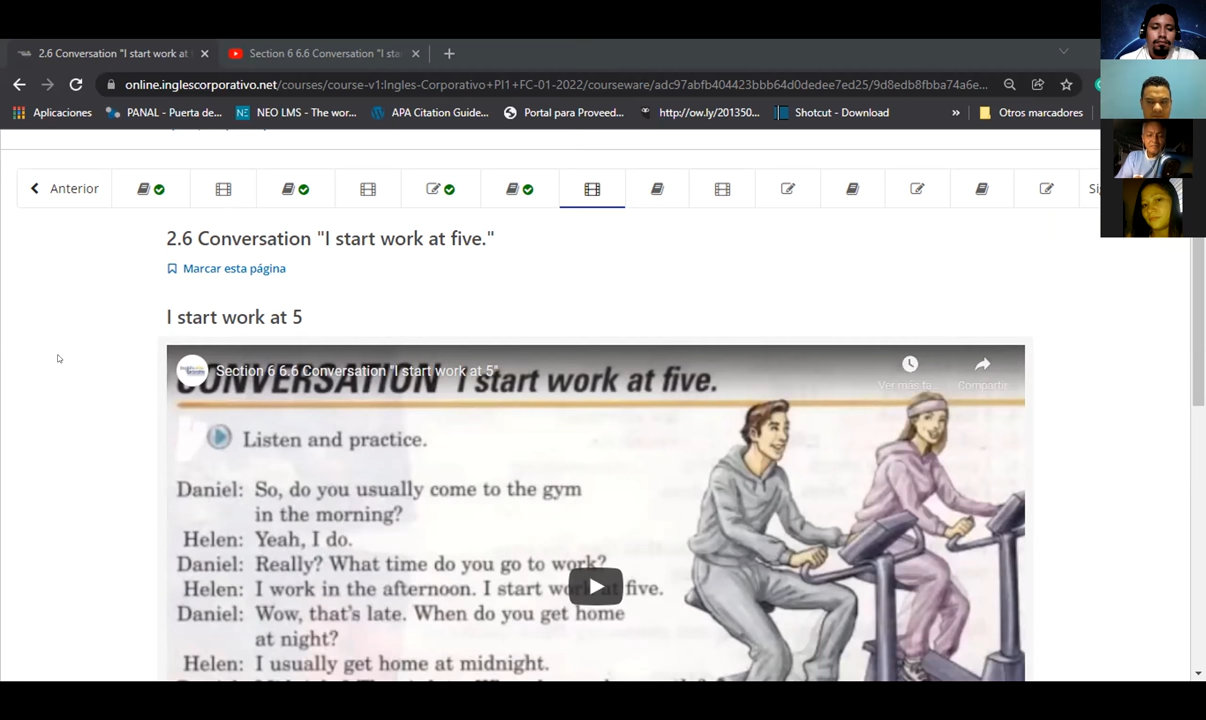 2.6 Conversation "I start work at
Section 6 6.6 Conversation "I sta
online.inglescorporativo.net/courses/course-v1:Ingles-Corporativo+PI1+FC-01-2022/courseware/adc97abfb404423bbb64d0dedee7ed25/9d8edb8fbba74a6e...
Aplicaciones
PANAL - Puerta de...
NEO LMS - The wor...
APA Citation Guide...
Portal para Proveed...
http://ow.ly/201350...
Shotcut - Download
»
Otros marcadores
Anterior
2.6 Conversation "I start work at five."
Marcar esta página
I start work at 5
Section 6 6.6 Conversation "I start work at 5"
CONVERSATION I start work at five.
Ver más ta...
Compartir
Listen and practice.
Daniel: So, do you usually come to the gym
in the morning?
Helen: Yeah, I do.
Daniel: Really? What time do you go to work?
Helen: I work in the afternoon. I start work at five.
Daniel: Wow, that's late. When do you get home
at night?
Helen: I usually get home at midnight.